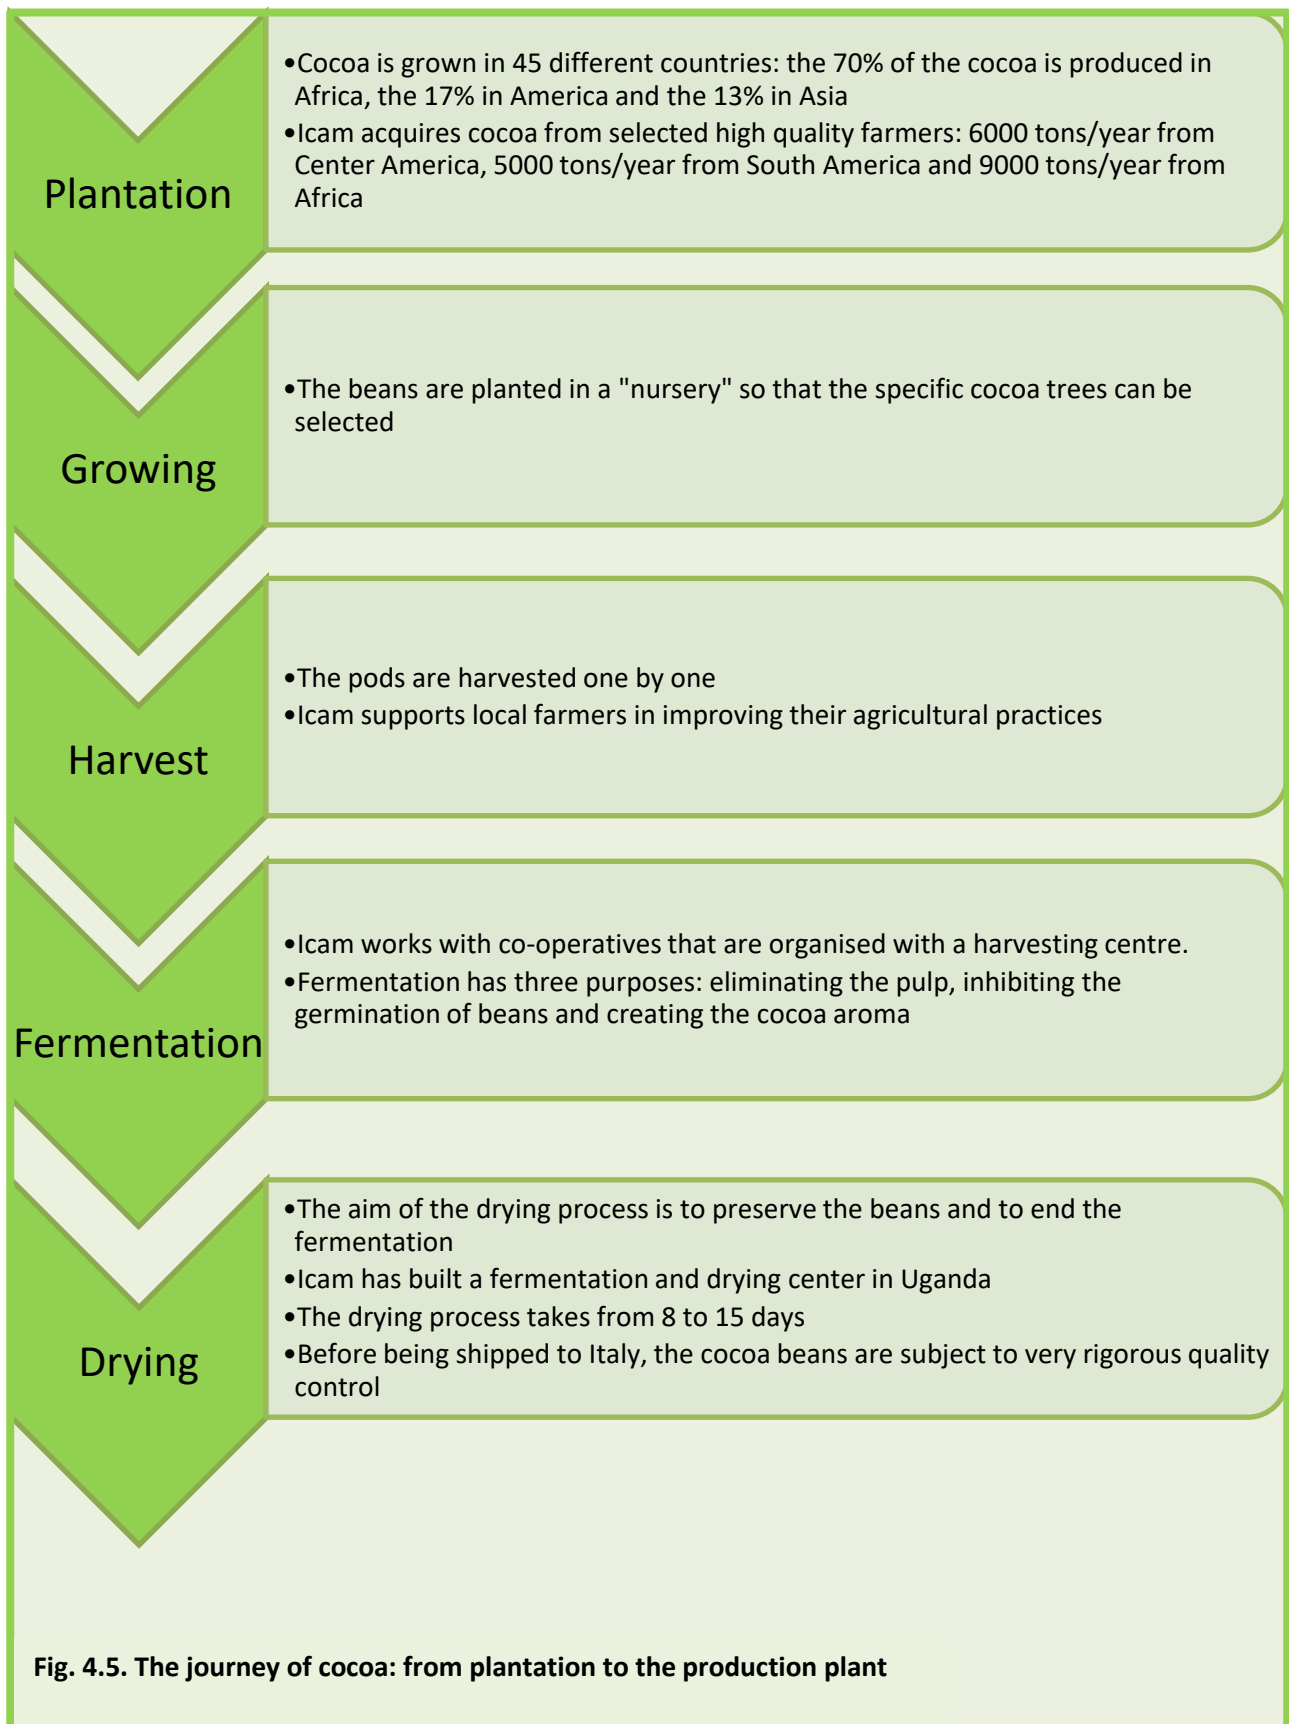 Plantation
•Cocoa is grown in 45 different countries: the 70% of the cocoa is produced in
Africa, the 17% in America and the 13% in Asia
•Icam acquires cocoa from selected high quality farmers: 6000 tons/year from
Center America, 5000 tons/year from South America and 9000 tons/year from
Africa
Growing
•The beans are planted in a "nursery" so that the specific cocoa trees can be
selected
Harvest
•The pods are harvested one by one
•Icam supports local farmers in improving their agricultural practices
Fermentation
•Icam works with co-operatives that are organised with a harvesting centre.
•Fermentation has three purposes: eliminating the pulp, inhibiting the
germination of beans and creating the cocoa aroma
Drying
•The aim of the drying process is to preserve the beans and to end the
fermentation
•Icam has built a fermentation and drying center in Uganda
•The drying process takes from 8 to 15 days
•Before being shipped to Italy, the cocoa beans are subject to very rigorous quality
control
Fig. 4.5. The journey of cocoa: from plantation to the production plant